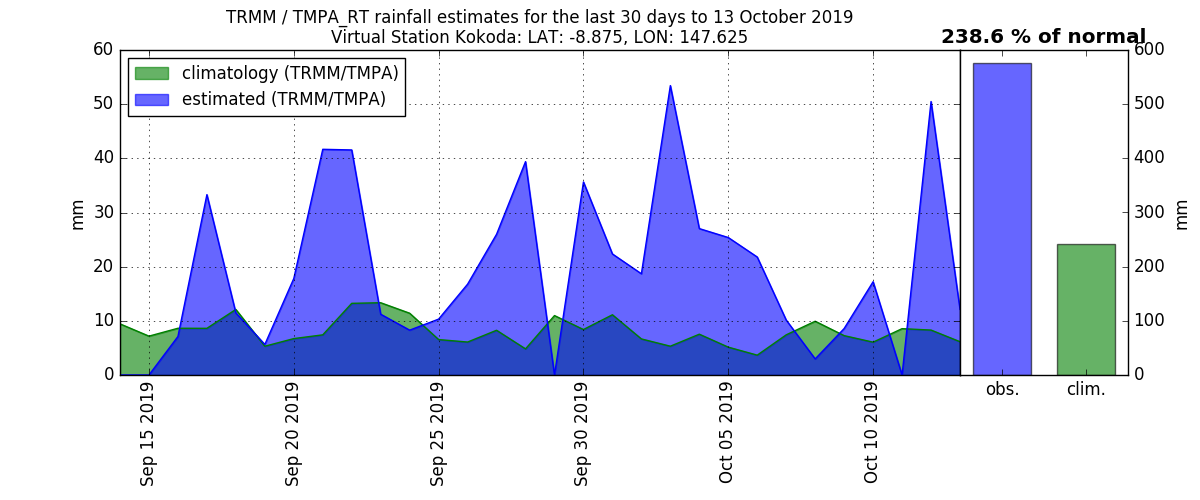 TRMM / TMPA_RT rainfall estimates for the last 30 days to 13 October 2019
Virtual Station Kokoda: LAT: -8.875, LON: 147.625
238.6 % of normal
climatology (TRMM/TMPA)
estimated (TRMM/TMPA)
60
50
40
30
20
10
0
mm
Sep 15 2019
Sep 20 2019
Sep 25 2019
Sep 30 2019
Oct 05 2019
Oct 10 2019
600
500
400
300
200
100
0
mm
obs.
clim.